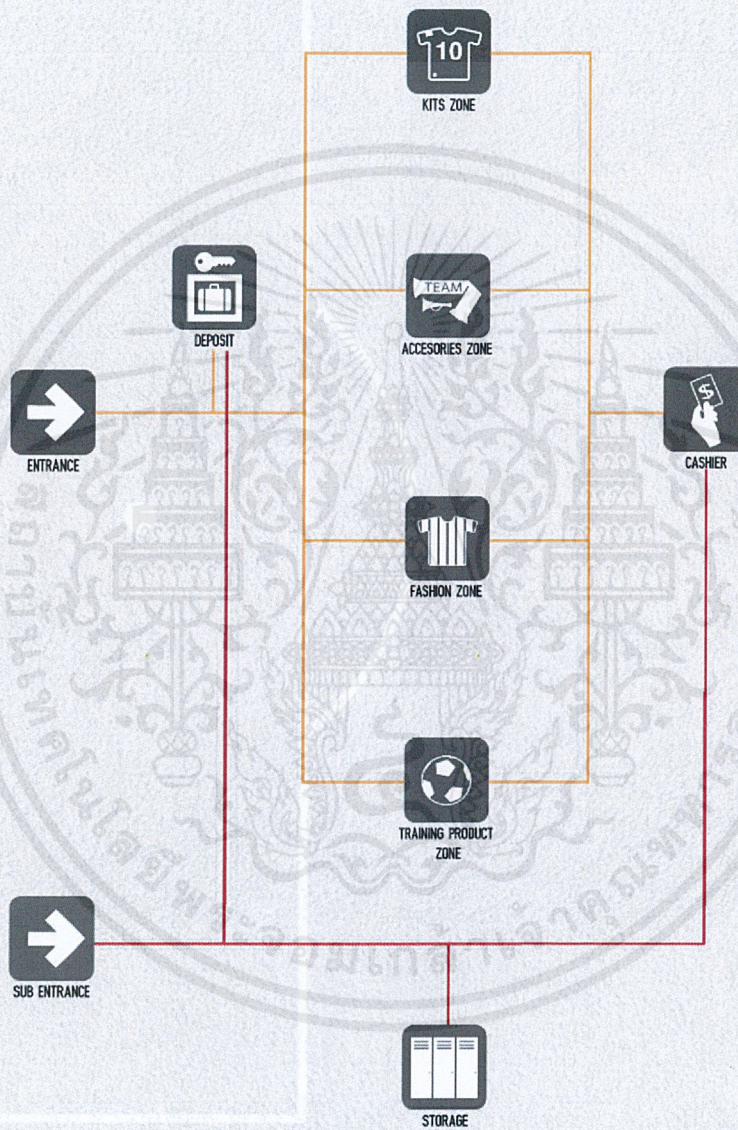 10
KITS ZONE
TEAM
ACCESORIES ZONE
DEPOSIT
ENTRANCE
$
CASHIER
FASHION ZONE
TRAINING PRODUCT
ZONE
SUB ENTRANCE
STORAGE